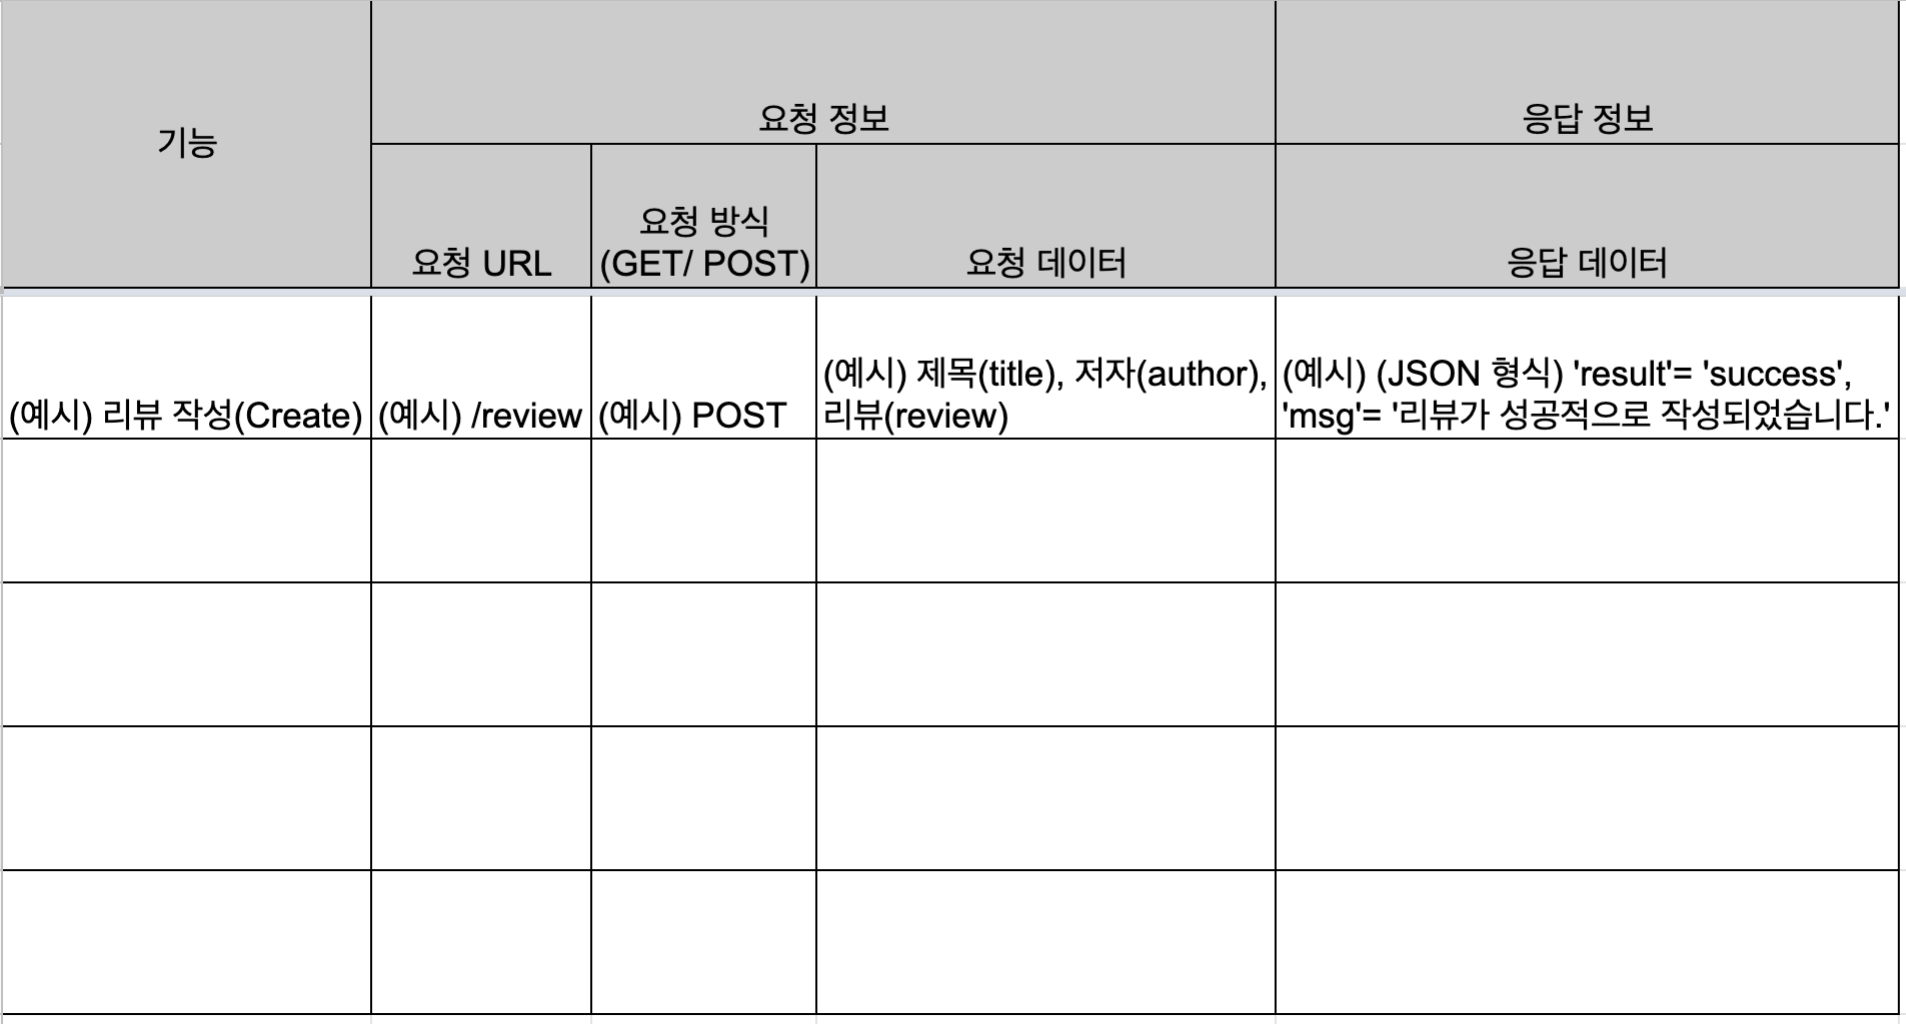 기능
요청 정보
응답 정보
요청 URL
요청 방식
(GET/ POST)
요청 데이터
응답 데이터
(예시) 리뷰 작성(Create)
(예시) /review
(예시) POST
(예시) 제목(title), 저자(author),
리뷰(review)
(예시) (JSON 형식) 'result'= 'success',
'msg'= '리뷰가 성공적으로 작성되었습니다.'